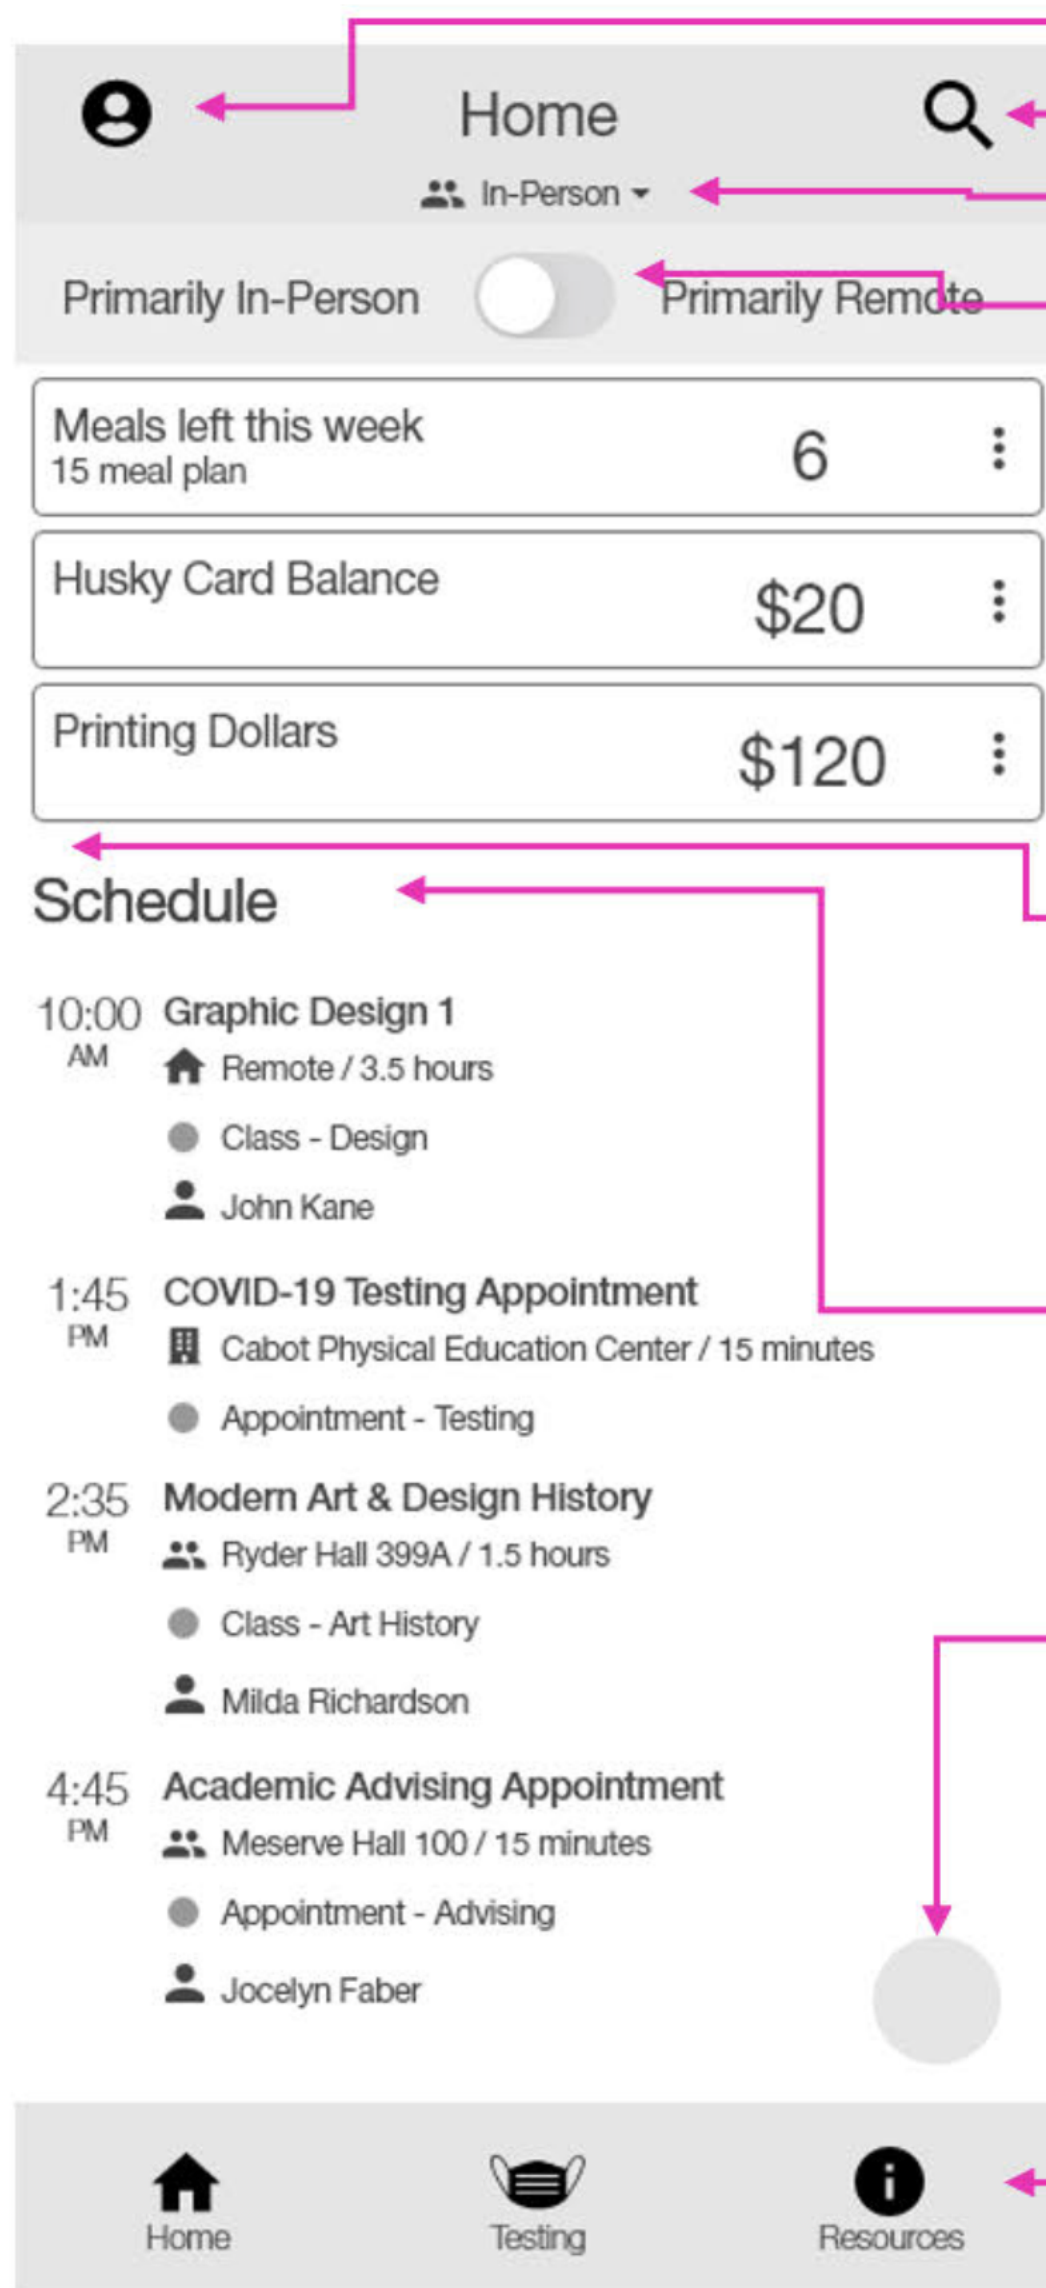 Home
In-Person
Primarily In-Person Primarily Remote
Meals left this week
15 meal plan
6
Husky Card Balance
$20
Printing Dollars
$120
Schedule
10:00 AM
Graphic Design 1
Remote / 3.5 hours
Class - Design
John Kane
1:45 PM
COVID-19 Testing Appointment
Cabot Physical Education Center / 15 minutes
Appointment - Testing
2:35 PM
Modern Art & Design History
Ryder Hall 399A / 1.5 hours
Class - Art History
Milda Richardson
4:45 PM
Academic Advising Appointment
Meserve Hall 100 / 15 minutes
Appointment - Advising
Jocelyn Faber
Home Testing Resources